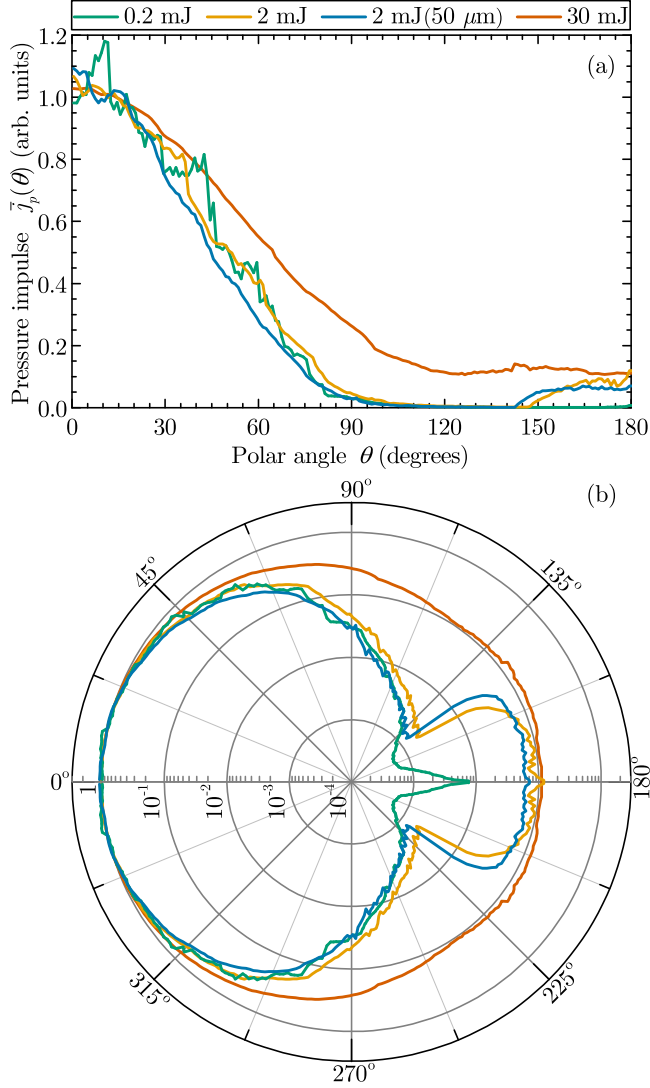 0.2 mJ 2 mJ 2 mJ(50 μm) 30 mJ
(a)
Pressure impulse j̄ₚ(θ) (arb. units)
1.2
1.0
0.8
0.6
0.4
0.2
0.0
0 30 60 90 120 150 180
Polar angle θ (degrees)
(b)
90°
45° 135°
0° 180°
1 10⁻¹ 10⁻² 10⁻³ 10⁻⁴
315° 225°
270°